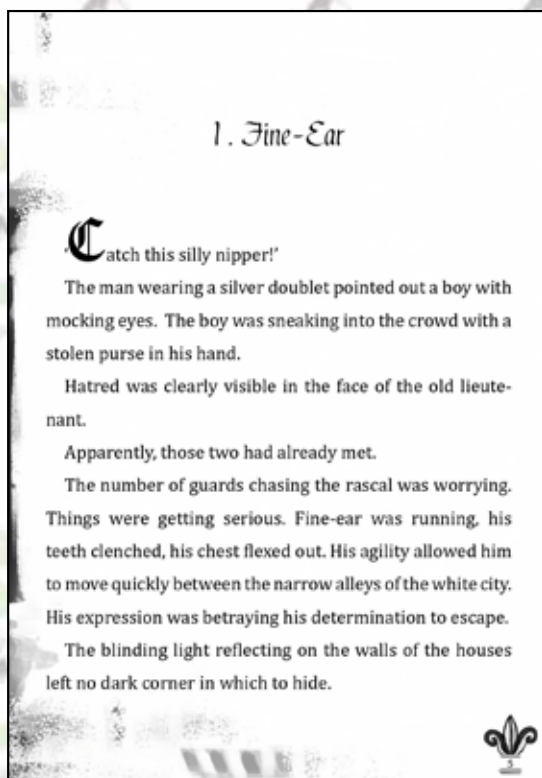 1. Fine-Ear
'Catch this silly nipper!'
The man wearing a silver doublet pointed out a boy with
mocking eyes. The boy was sneaking into the crowd with a
stolen purse in his hand.
Hatred was clearly visible in the face of the old lieute-
nant.
Apparently, those two had already met.
The number of guards chasing the rascal was worrying.
Things were getting serious. Fine-ear was running, his
teeth clenched, his chest flexed out. His agility allowed him
to move quickly between the narrow alleys of the white city.
His expression was betraying his determination to escape.
The blinding light reflecting on the walls of the houses
left no dark corner in which to hide.
5